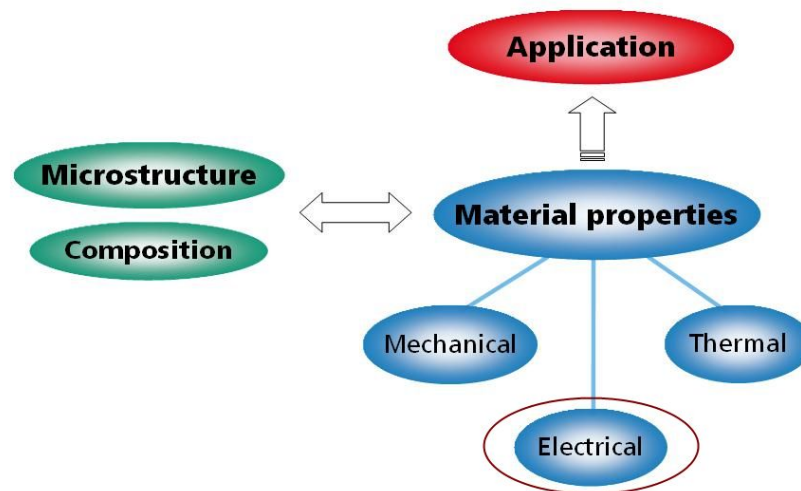 Application
Microstructure
Material properties
Composition
Mechanical
Thermal
Electrical